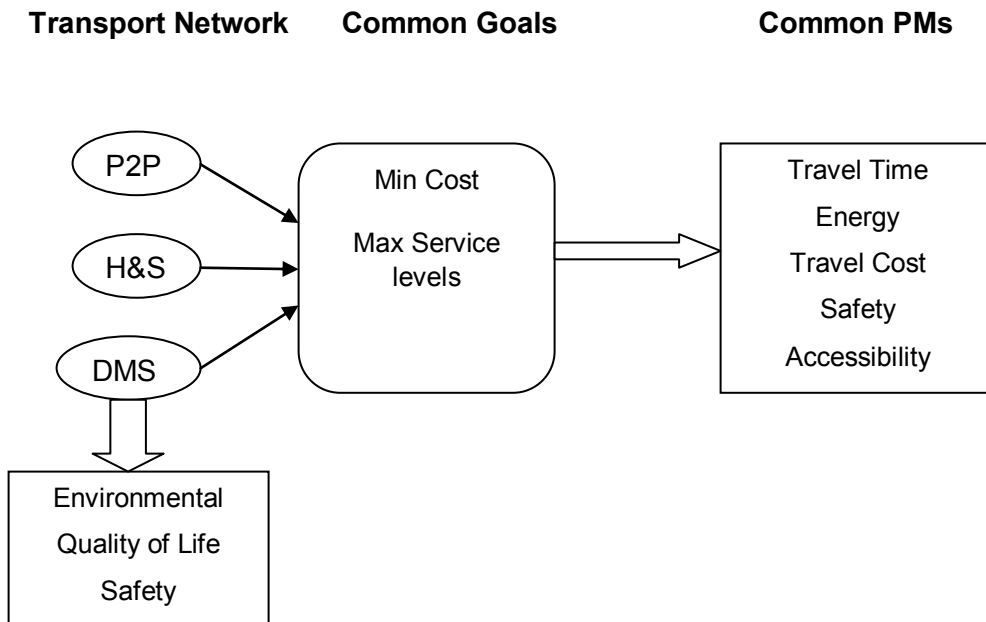 Transport Network
Common Goals
Common PMs
P2P
H&S
DMS
Min Cost
Max Service
levels
Travel Time
Energy
Travel Cost
Safety
Accessibility
Environmental
Quality of Life
Safety